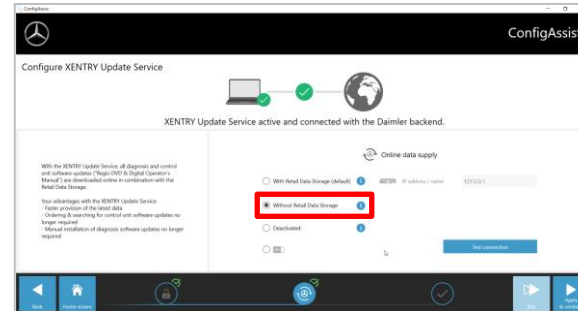 ConfigAssist
ConfigAssist
Configure XENTRY Update Service
XENTRY Update Service active and connected with the Daimler backend.
Online data supply
With the XENTRY Update Service, all diagnosis and control
unit software updates ("Regio DVD & Digital Operator's
Manual") are downloaded online in combination with the
Retail Data Storage.
Your advantages with the XENTRY Update Service:
- Faster provision of the latest data
- Ordering & searching for control unit software updates no
longer required
- Manual installation of diagnosis software updates no longer
required
With Retail Data Storage (default)
IP address / name
127.0.0.1
Without Retail Data Storage
Deactivated
Test connection
Back
Home screen
Skip
Apply
& continue